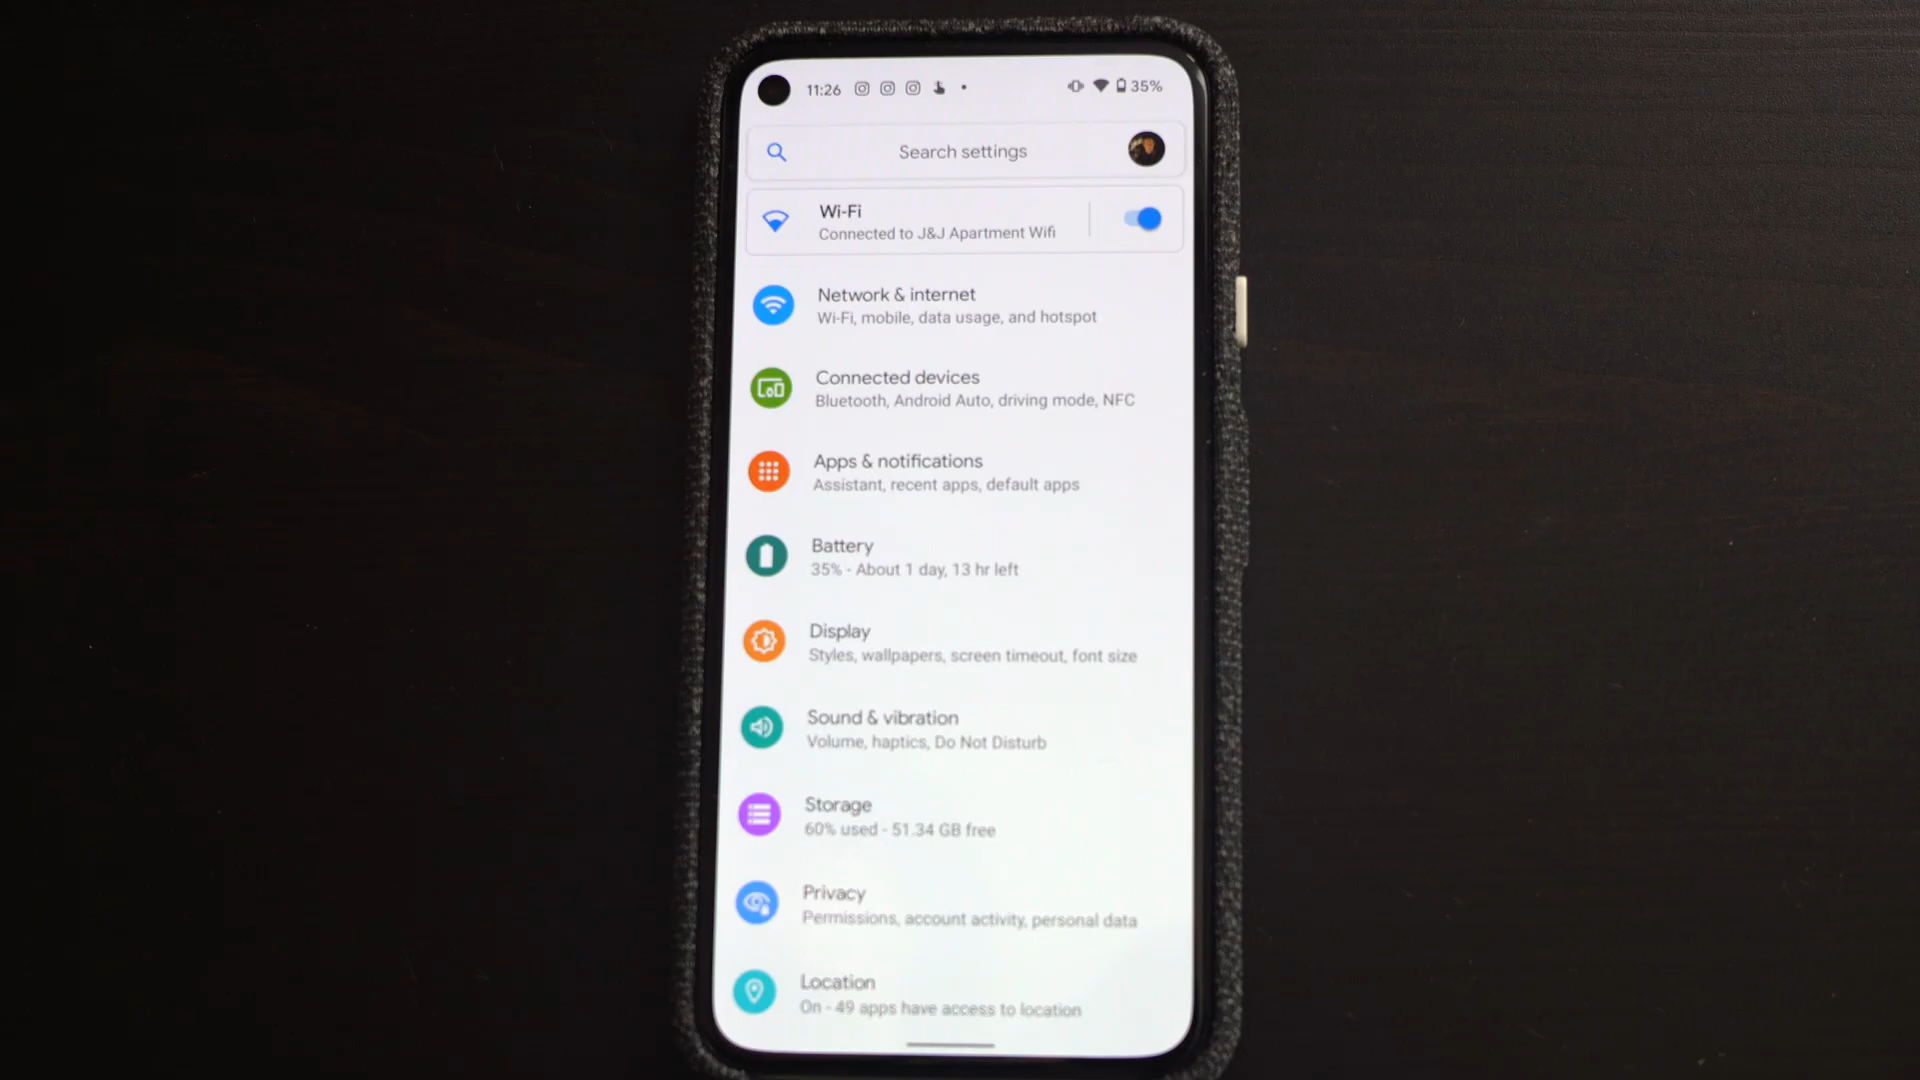 11:26 35%
Search settings
Wi-Fi
Connected to J&J Apartment Wifi
Network & internet
Wi-Fi, mobile, data usage, and hotspot
Connected devices
Bluetooth, Android Auto, driving mode, NFC
Apps & notifications
Assistant, recent apps, default apps
Battery
35% - About 1 day, 13 hr left
Display
Styles, wallpapers, screen timeout, font size
Sound & vibration
Volume, haptics, Do Not Disturb
Storage
60% used - 51.34 GB free
Privacy
Permissions, account activity, personal data
Location
On - 49 apps have access to location